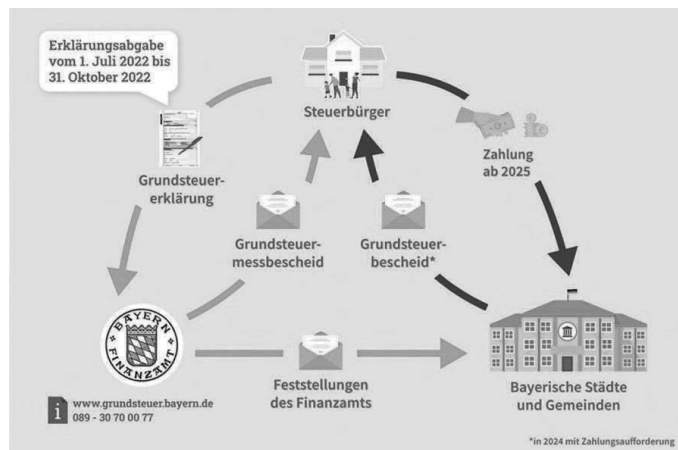 Erklärungsabgabe
vom 1. Juli 2022 bis
31. Oktober 2022
Steuerbürger
Zahlung
ab 2025
Grundsteuer-
erklärung
Grundsteuer-
messbescheid
Grundsteuer-
bescheid*
BAYERN
FINANZAMT
Feststellungen
des Finanzamts
Bayerische Städte
und Gemeinden
i
www.grundsteuer.bayern.de
089 - 30 70 00 77
*in 2024 mit Zahlungsaufforderung